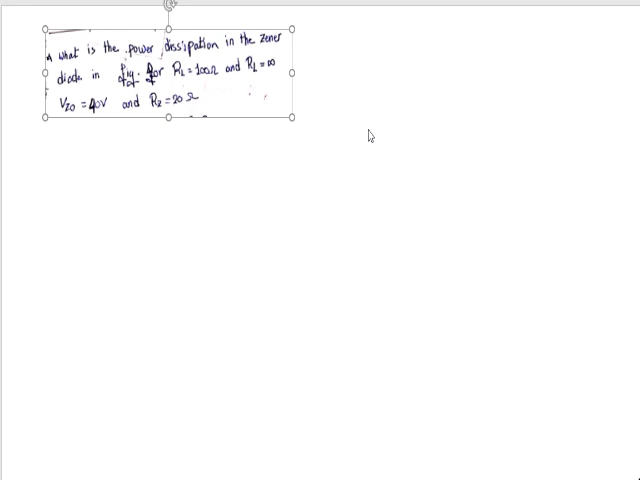 what is the power dissipation in the zener
diode in fig. for RL = 100Ω and RL = ∞
VZ0 = 40V and RZ = 20 Ω